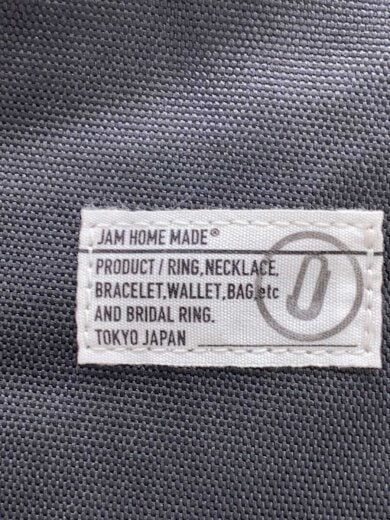 JAM HOME MADE®
PRODUCT / RING,NECKLACE,
BRACELET,WALLET,BAG,etc
AND BRIDAL RING.
TOKYO JAPAN